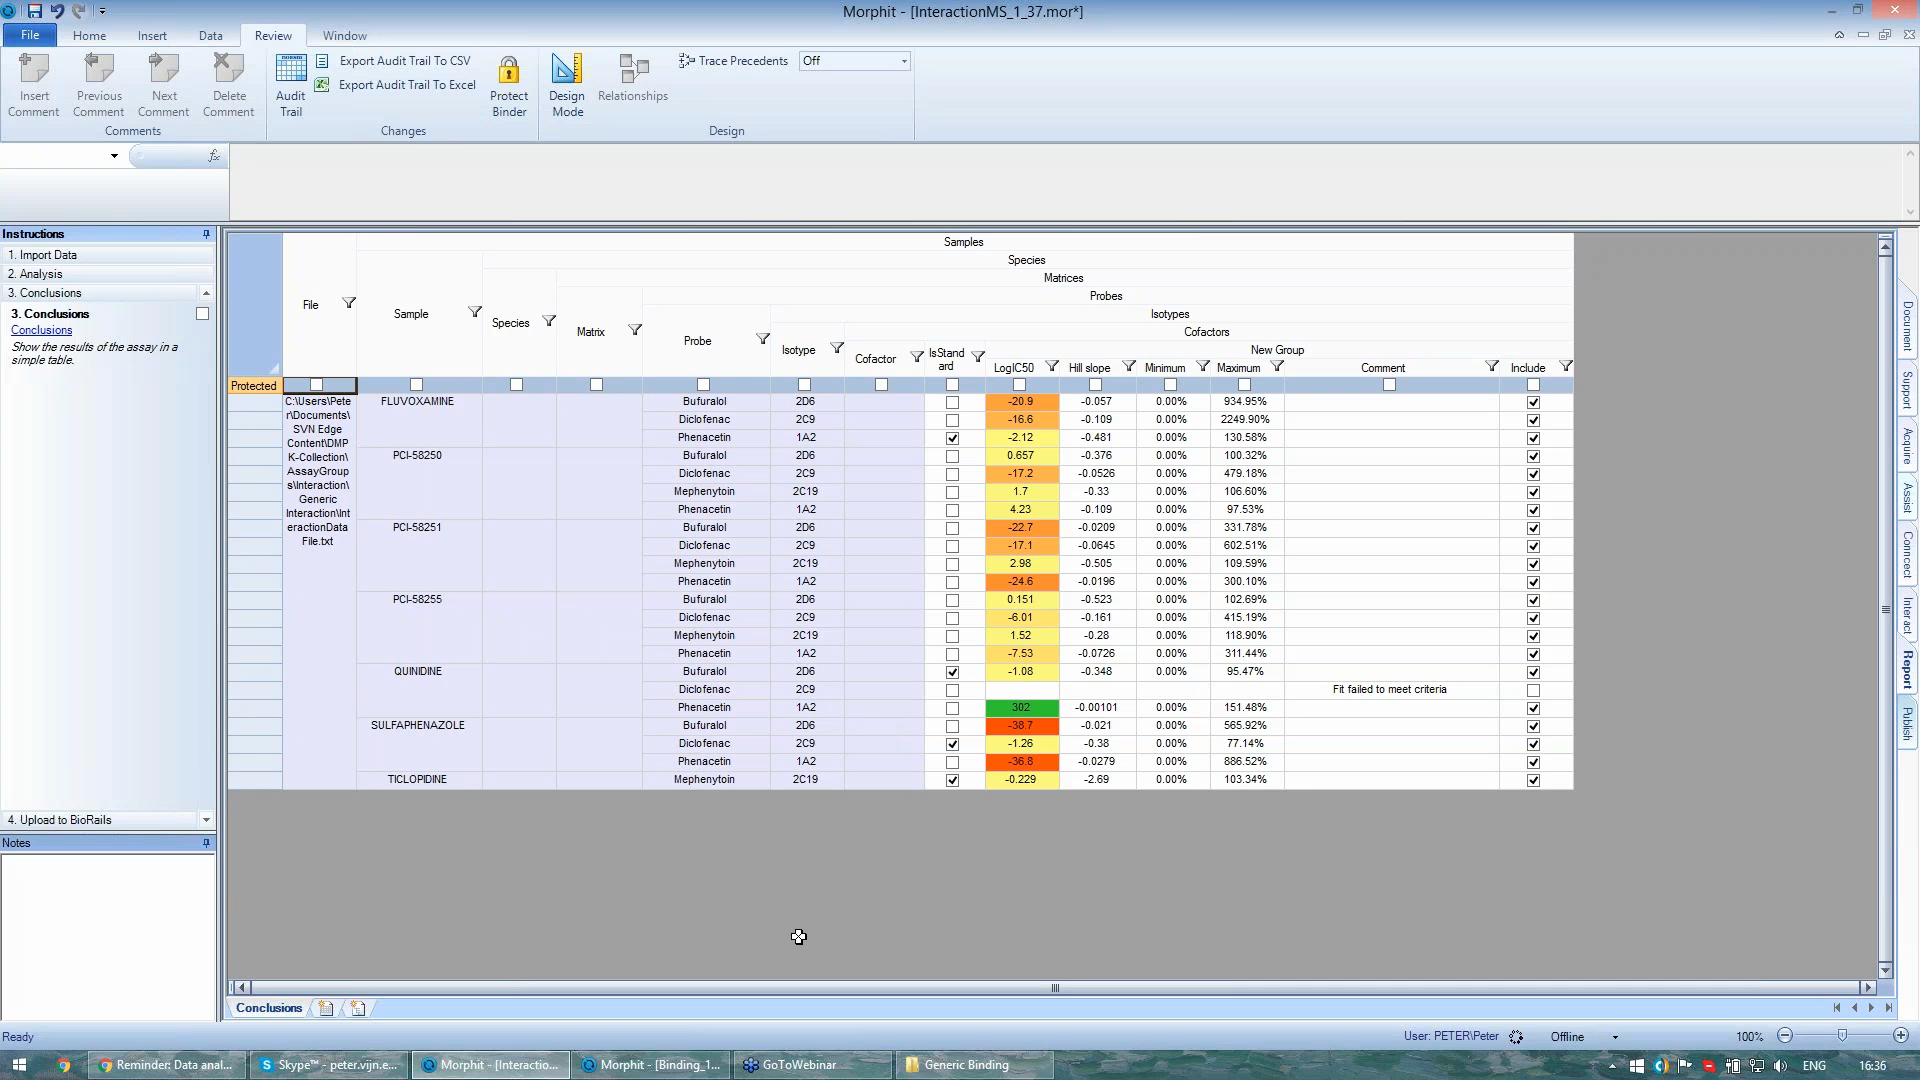 Morphit - [InteractionMS_1_37.mor*]
File Home Insert Data Review Window
Insert Comment
Previous Comment
Next Comment
Delete Comment
Comments
Audit Trail
Export Audit Trail To CSV
Export Audit Trail To Excel
Protect Binder
Changes
Design Mode
Relationships
Trace Precedents Off
Design
fx
Instructions
1. Import Data
2. Analysis
3. Conclusions
3. Conclusions
Conclusions
Show the results of the assay in a
simple table.
4. Upload to BioRails
Notes
Samples
Species
Matrices
Probes
Isotypes
Cofactors
New Group
File Sample Species Matrix Probe Isotype Cofactor IsStandard LogIC50 Hill slope Minimum Maximum Comment Include
Protected
C:\Users\Pete
r\Documents\
SVN Edge
Content\DMP
K-Collection\
AssayGroup
s\Interaction\
Generic
Interaction\Int
eractionData
File.txt
FLUVOXAMINE Bufuralol 2D6 -20.9 -0.057 0.00% 934.95%
Diclofenac 2C9 -16.6 -0.109 0.00% 2249.90%
Phenacetin 1A2 -2.12 -0.481 0.00% 130.58%
PCI-58250 Bufuralol 2D6 0.657 -0.376 0.00% 100.32%
Diclofenac 2C9 -17.2 -0.0526 0.00% 479.18%
Mephenytoin 2C19 1.7 -0.33 0.00% 106.60%
Phenacetin 1A2 4.23 -0.109 0.00% 97.53%
PCI-58251 Bufuralol 2D6 -22.7 -0.0209 0.00% 331.78%
Diclofenac 2C9 -17.1 -0.0645 0.00% 602.51%
Mephenytoin 2C19 2.98 -0.505 0.00% 109.59%
Phenacetin 1A2 -24.6 -0.0196 0.00% 300.10%
PCI-58255 Bufuralol 2D6 0.151 -0.523 0.00% 102.69%
Diclofenac 2C9 -6.01 -0.161 0.00% 415.19%
Mephenytoin 2C19 1.52 -0.28 0.00% 118.90%
Phenacetin 1A2 -7.53 -0.0726 0.00% 311.44%
QUINIDINE Bufuralol 2D6 -1.08 -0.348 0.00% 95.47%
Diclofenac 2C9 Fit failed to meet criteria
Phenacetin 1A2 302 -0.00101 0.00% 151.48%
SULFAPHENAZOLE Bufuralol 2D6 -38.7 -0.021 0.00% 565.92%
Diclofenac 2C9 -1.26 -0.38 0.00% 77.14%
Phenacetin 1A2 -36.8 -0.0279 0.00% 886.52%
TICLOPIDINE Mephenytoin 2C19 -0.229 -2.69 0.00% 103.34%
Document
Support
Acquire
Assist
Connect
Interact
Report
Publish
Conclusions
Ready
User: PETER\Peter Offline 100%
Reminder: Data anal...
Skype™ - peter.vijn.e...
Morphit - [Interactio...
Morphit - [Binding_1...
GoToWebinar
Generic Binding
ENG 16:36